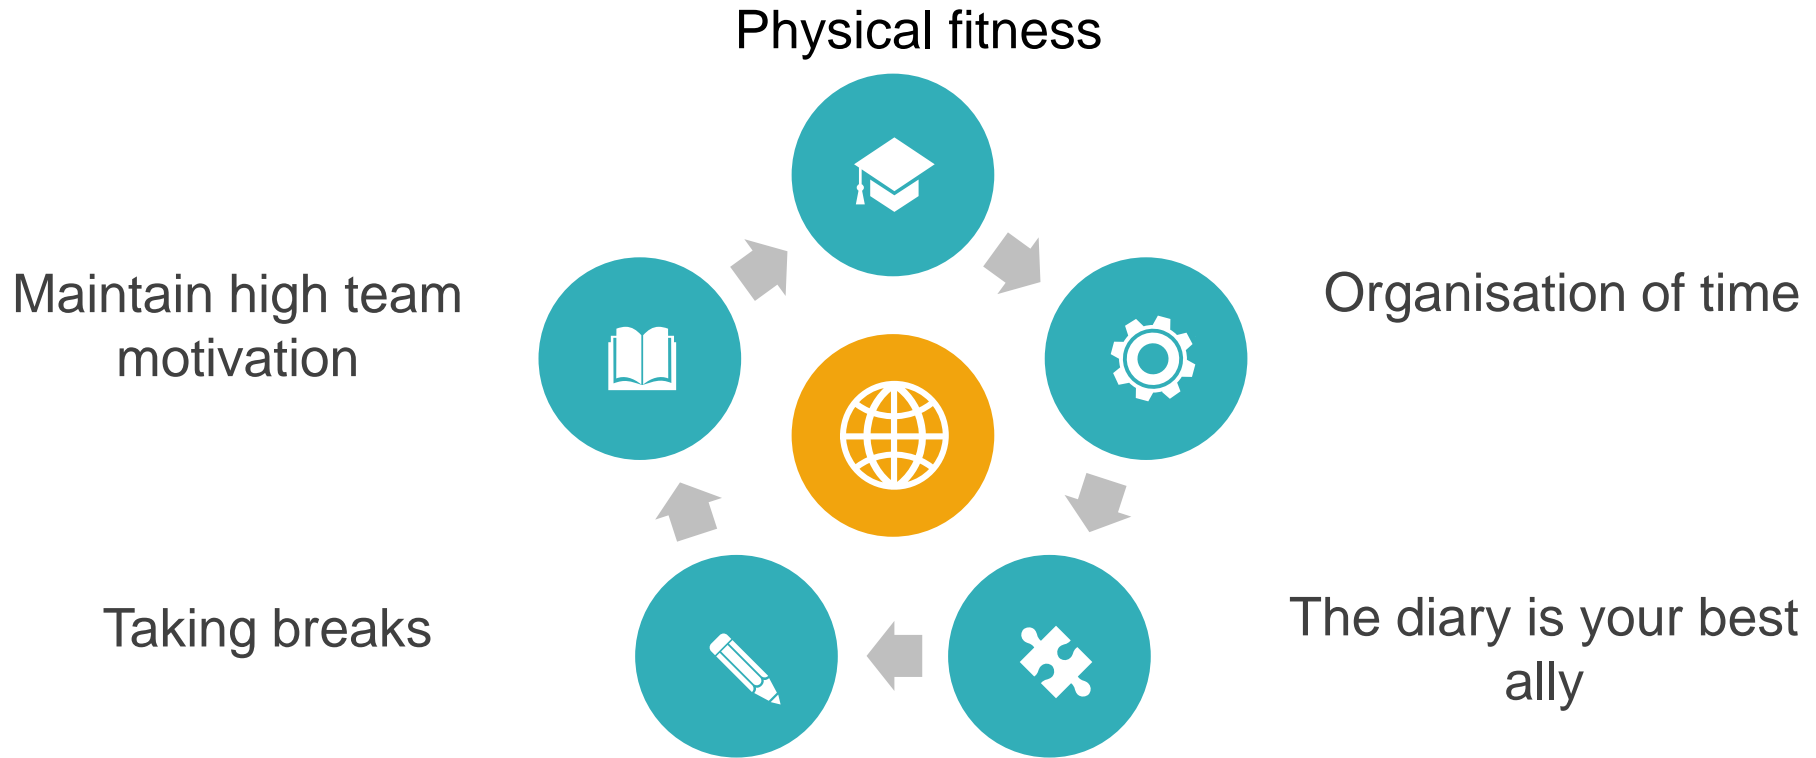 Physical fitness
Organisation of time
The diary is your best
ally
Taking breaks
Maintain high team
motivation